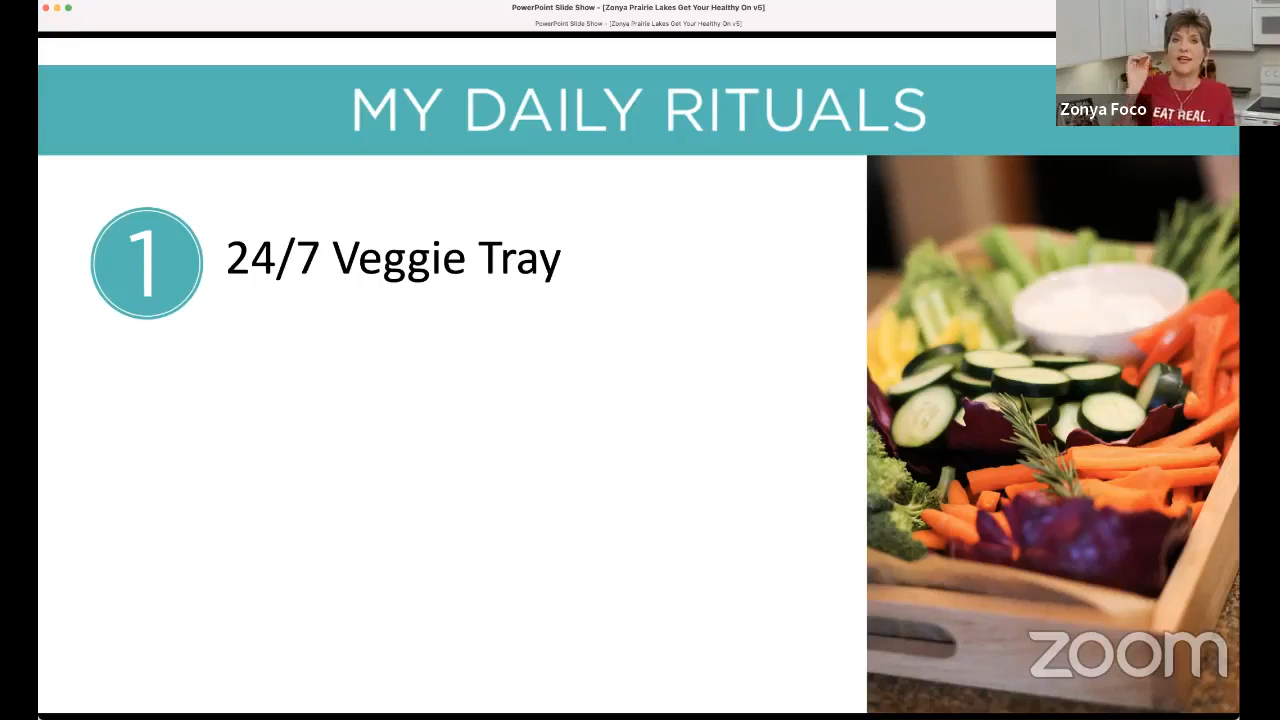 PowerPoint Slide Show - [Zonya Prairie Lakes Get Your Healthy On v5]
PowerPoint Slide Show - [Zonya Prairie Lakes Get Your Healthy On v5]
MY DAILY RITUALS
Zonya Foco
EAT REAL.
1 24/7 Veggie Tray
zoom